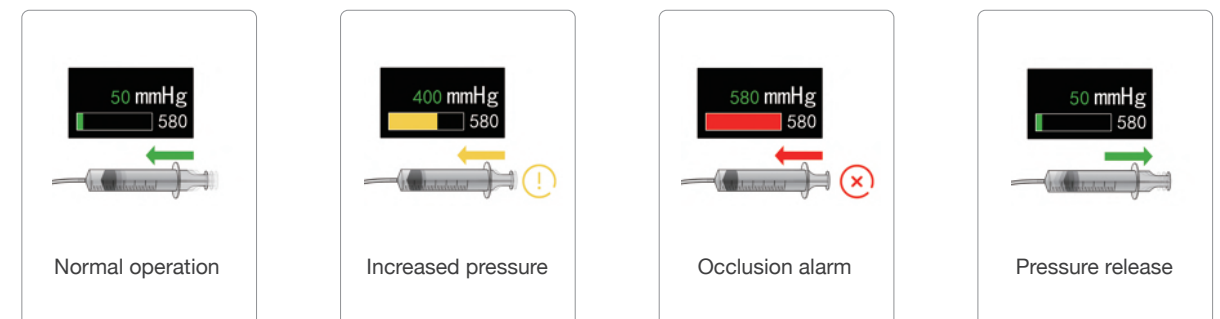 50 mmHg
580
Normal operation
400 mmHg
580
!
Increased pressure
580 mmHg
580
Occlusion alarm
50 mmHg
580
Pressure release